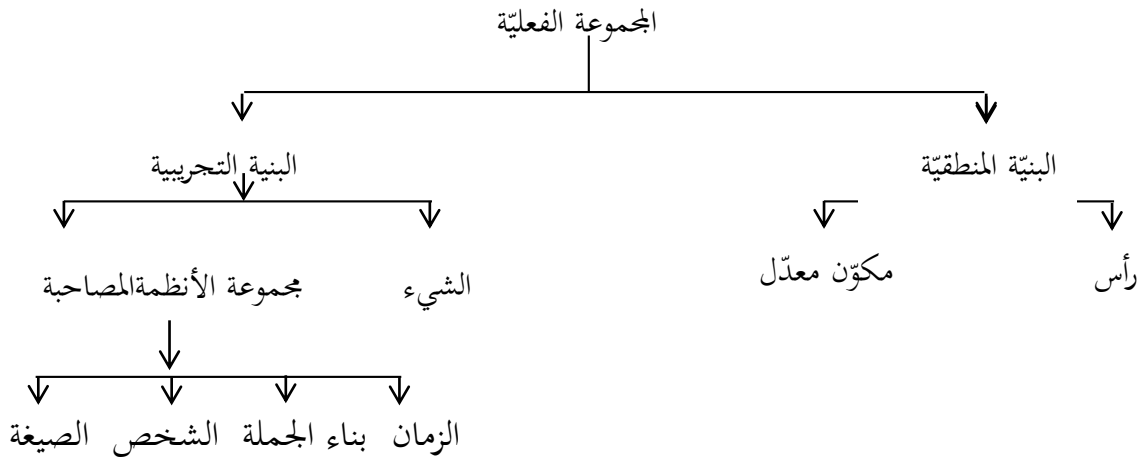 المجموعة الفعليّة
البنيّة المنطقيّة
البنية التجريبية
رأس
مكوّن معدّل
الشيء
مجموعة الأنظمةالمصاحبة
الزمان
بناء الجملة
الشخص
الصيغة